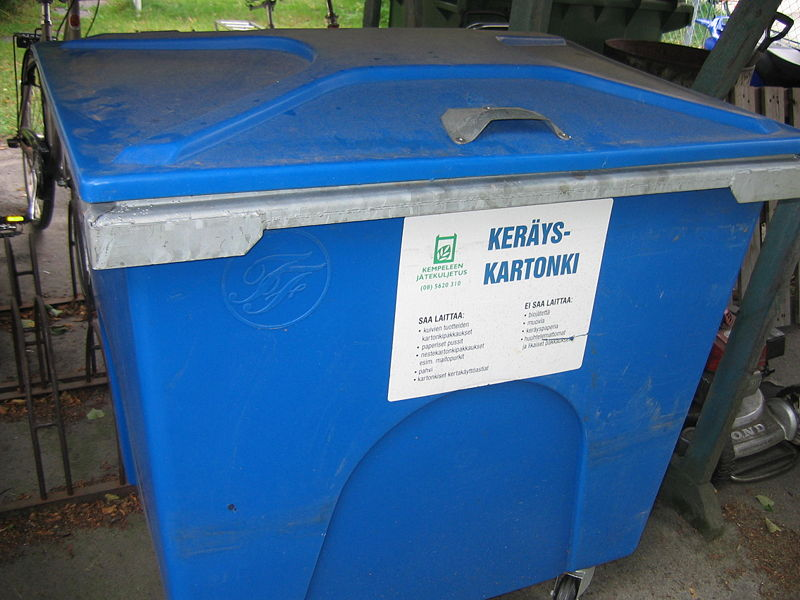 KERÄYS-
KARTONKI
KEMPELEEN
JÄTEKULJETUS
(08) 5620 310
SAA LAITTAA:
• kuivien tuotteiden
kartonkipakkaukset
• paperiset pussit
• nestekartonkipakkaukset
esim. maitopurkit
• pahvi
• kartonkiset kertakäyttöastiat
EI SAA LAITTAA:
• biojätettä
• muovia
• keräyspaperia
• huuhtelemattomat
ja likaiset pakkaukset
OND